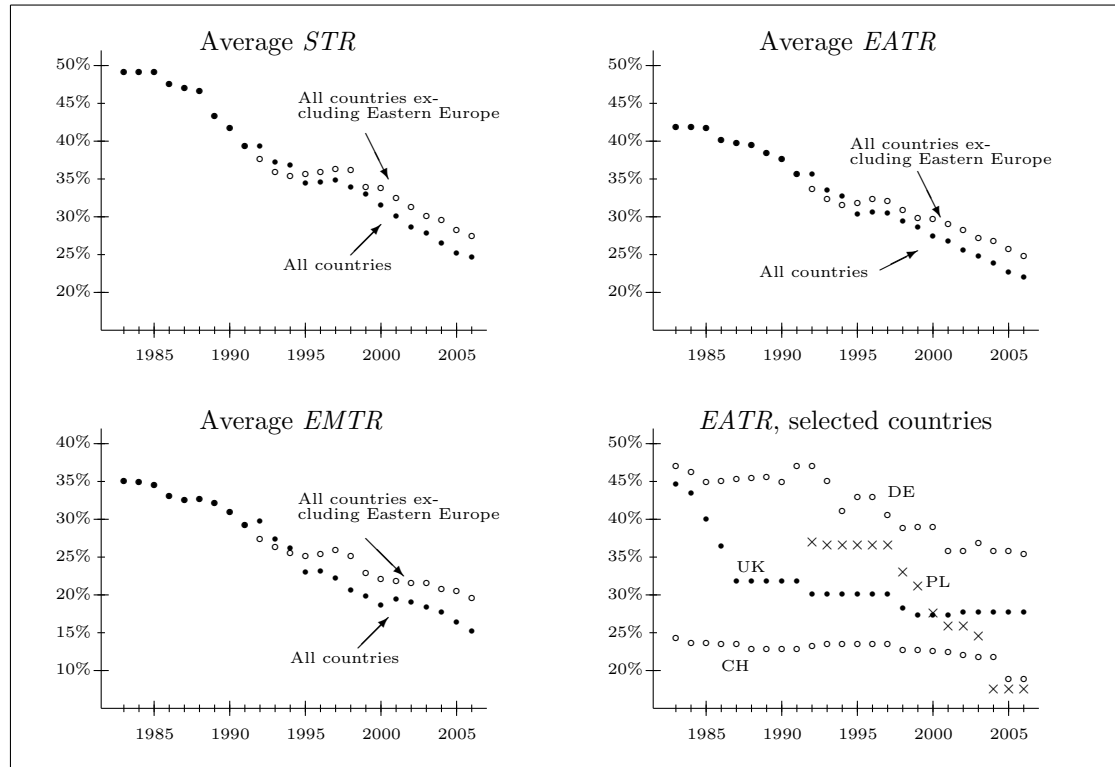 Average STR
50%
45%
40%
35%
30%
25%
20%
All countries ex-
cluding Eastern Europe
All countries
1985 1990 1995 2000 2005
Average EATR
50%
45%
40%
35%
30%
25%
20%
All countries ex-
cluding Eastern Europe
All countries
1985 1990 1995 2000 2005
Average EMTR
40%
35%
30%
25%
20%
15%
10%
All countries ex-
cluding Eastern Europe
All countries
1985 1990 1995 2000 2005
EATR, selected countries
50%
45%
40%
35%
30%
25%
20%
DE
UK
PL
CH
1985 1990 1995 2000 2005